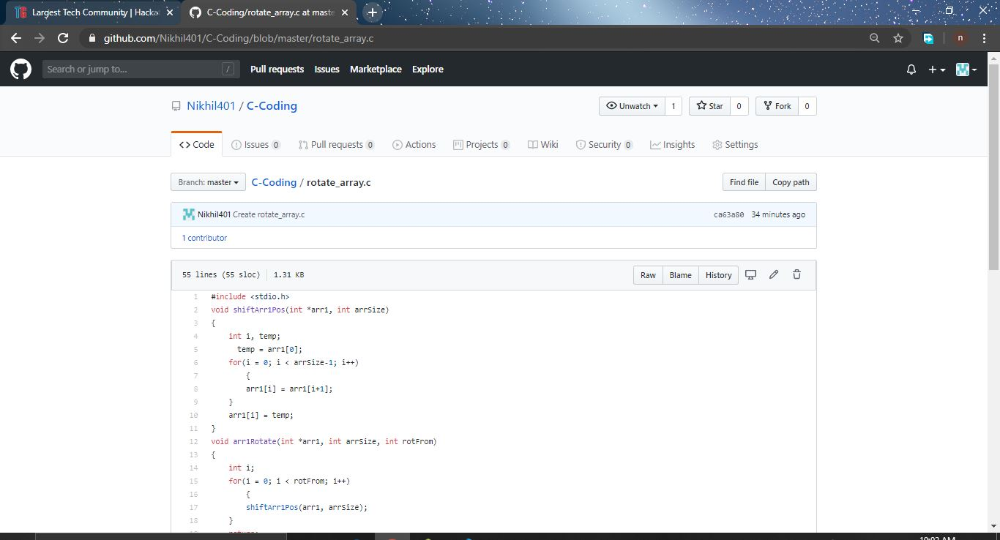 Largest Tech Community | Hacka
C-Coding/rotate_array.c at maste
github.com/Nikhil401/C-Coding/blob/master/rotate_array.c
n
Search or jump to... /
Pull requests Issues Marketplace Explore
Nikhil401 / C-Coding
Unwatch 1 Star 0 Fork 0
<> Code Issues 0 Pull requests 0 Actions Projects 0 Wiki Security 0 Insights Settings
Branch: master C-Coding / rotate_array.c Find file Copy path
Nikhil401 Create rotate_array.c ca63a80 34 minutes ago
1 contributor
55 lines (55 sloc) 1.31 KB Raw Blame History
1 #include <stdio.h>
2 void shiftArr1Pos(int *arr1, int arrSize)
3 {
4 int i, temp;
5 temp = arr1[0];
6 for(i = 0; i < arrSize-1; i++)
7 {
8 arr1[i] = arr1[i+1];
9 }
10 arr1[i] = temp;
11 }
12 void arr1Rotate(int *arr1, int arrSize, int rotFrom)
13 {
14 int i;
15 for(i = 0; i < rotFrom; i++)
16 {
17 shiftArr1Pos(arr1, arrSize);
18 }